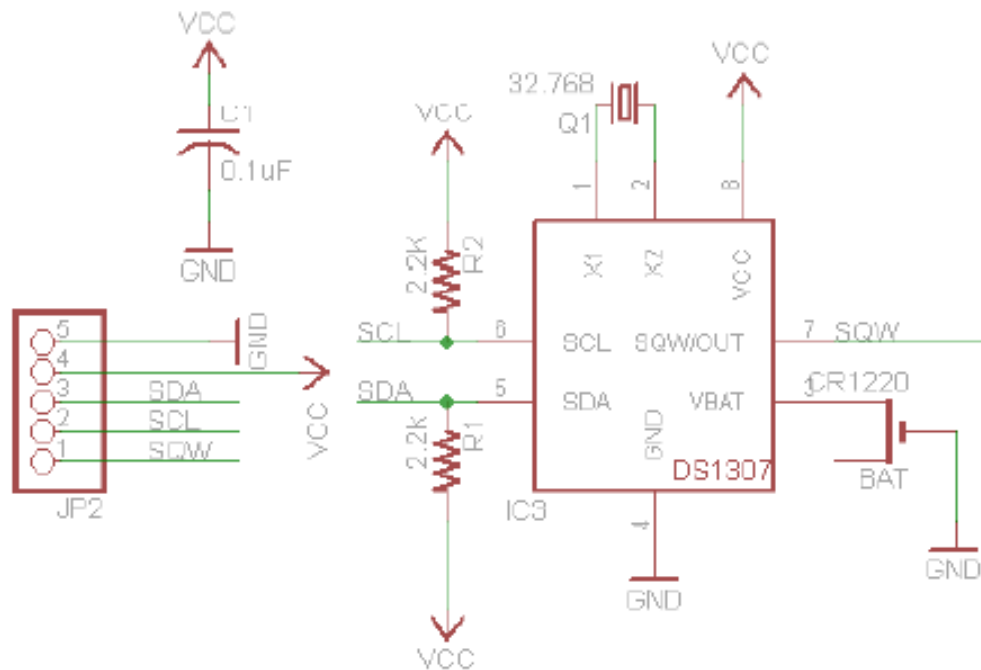 VCC
C1
0.1uF
GND
VCC
32.768
Q1
VCC
1
2
8
2.2K
R2
X1
X2
VCC
5
GND
4
3
SDA
2
SCL
1
SQW
JP2
VCC
SCL
6
SCL
SQW/OUT
7
SQW
SDA
5
SDA
VBAT
3
CR1220
2.2k
R1
GND
DS1307
BAT
IC3
4
GND
GND
VCC